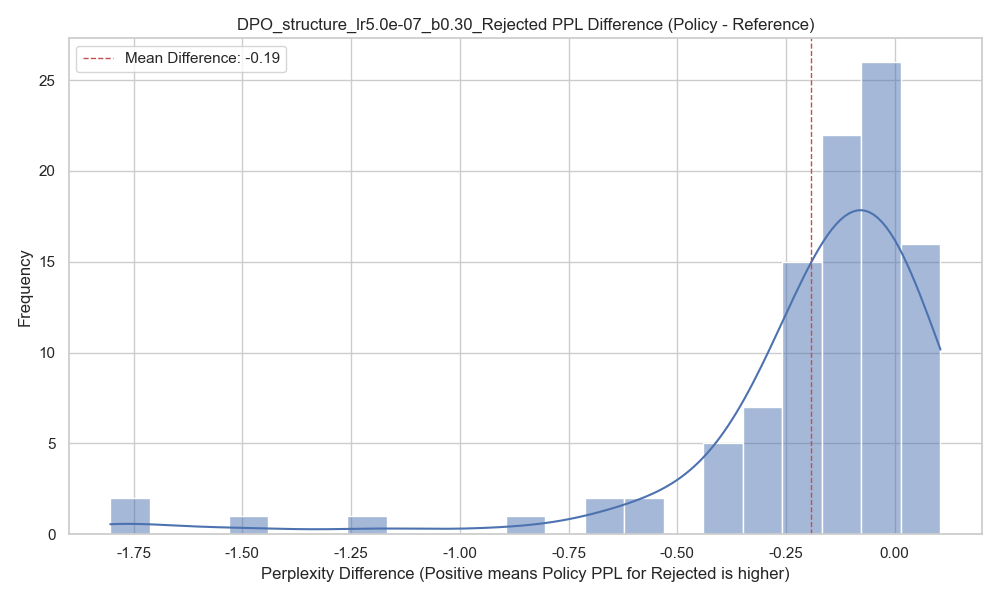 DPO_structure_lr5.0e-07_b0.30_Rejected PPL Difference (Policy - Reference)
Mean Difference: -0.19
Frequency
25
20
15
10
5
0
-1.75 -1.50 -1.25 -1.00 -0.75 -0.50 -0.25 0.00
Perplexity Difference (Positive means Policy PPL for Rejected is higher)